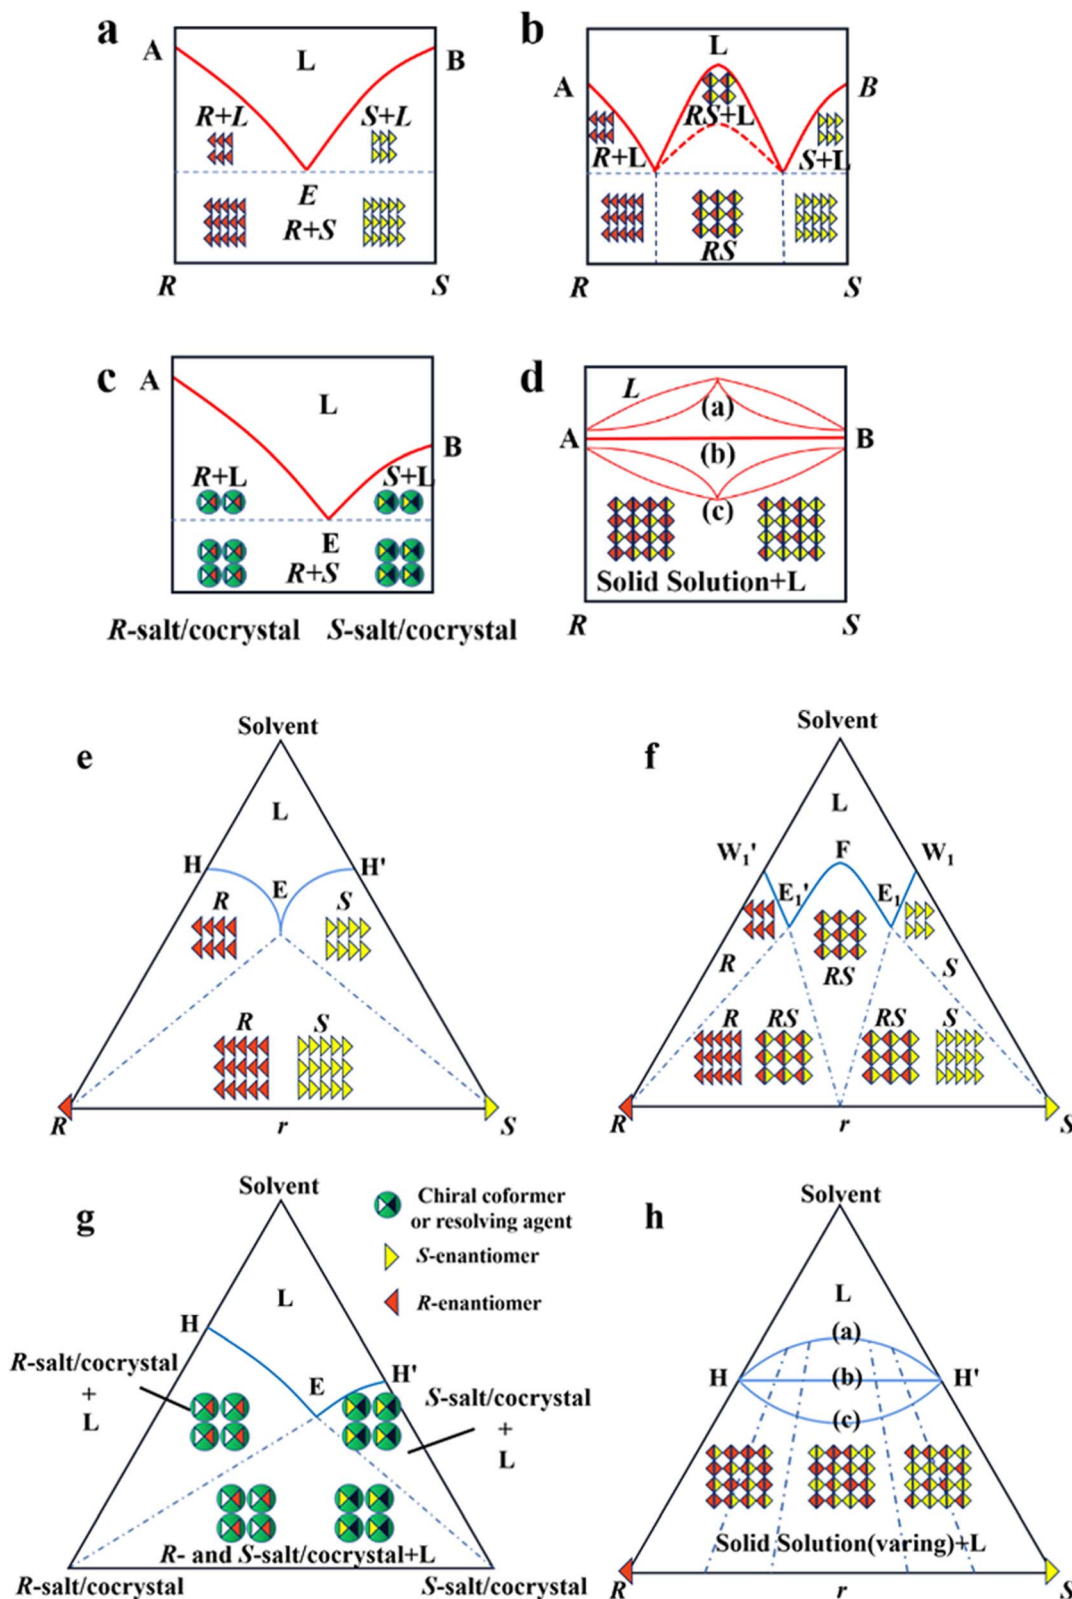 a
A
L
B
R+L
S+L
E
R+S
R
S
b
L
A
B
RS+L
R+L
S+L
RS
R
S
c
A
L
B
R+L
S+L
E
R+S
R-salt/cocrystal
S-salt/cocrystal
d
L
(a)
A
B
(b)
(c)
Solid Solution+L
R
S
e
Solvent
L
H
H'
E
R
S
R
S
R
r
S
f
Solvent
L
W₁'
F
W₁
E₁'
E₁
R
RS
S
R
RS
RS
S
R
r
S
g
Solvent
Chiral coformer
or resolving agent
S-enantiomer
R-enantiomer
L
H
R-salt/cocrystal
+
L
E
H'
S-salt/cocrystal
+
L
R- and S-salt/cocrystal+L
R-salt/cocrystal
S-salt/cocrystal
h
Solvent
L
(a)
H
(b)
H'
(c)
Solid Solution(varing)+L
R
r
S